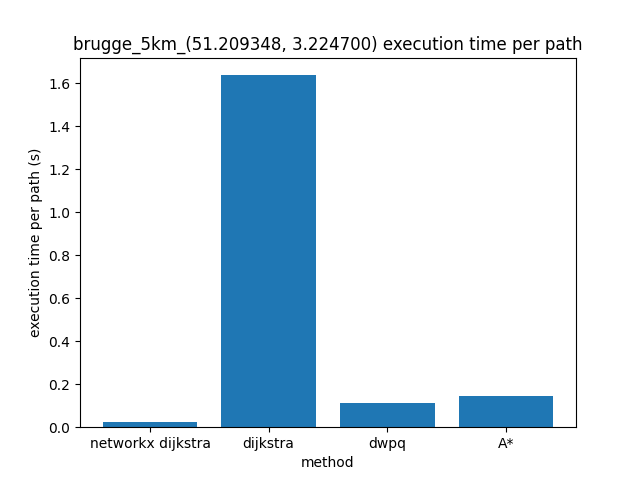 brugge_5km_(51.209348, 3.224700) execution time per path
execution time per path (s)
1.6
1.4
1.2
1.0
0.8
0.6
0.4
0.2
0.0
networkx dijkstra dijkstra dwpq A*
method